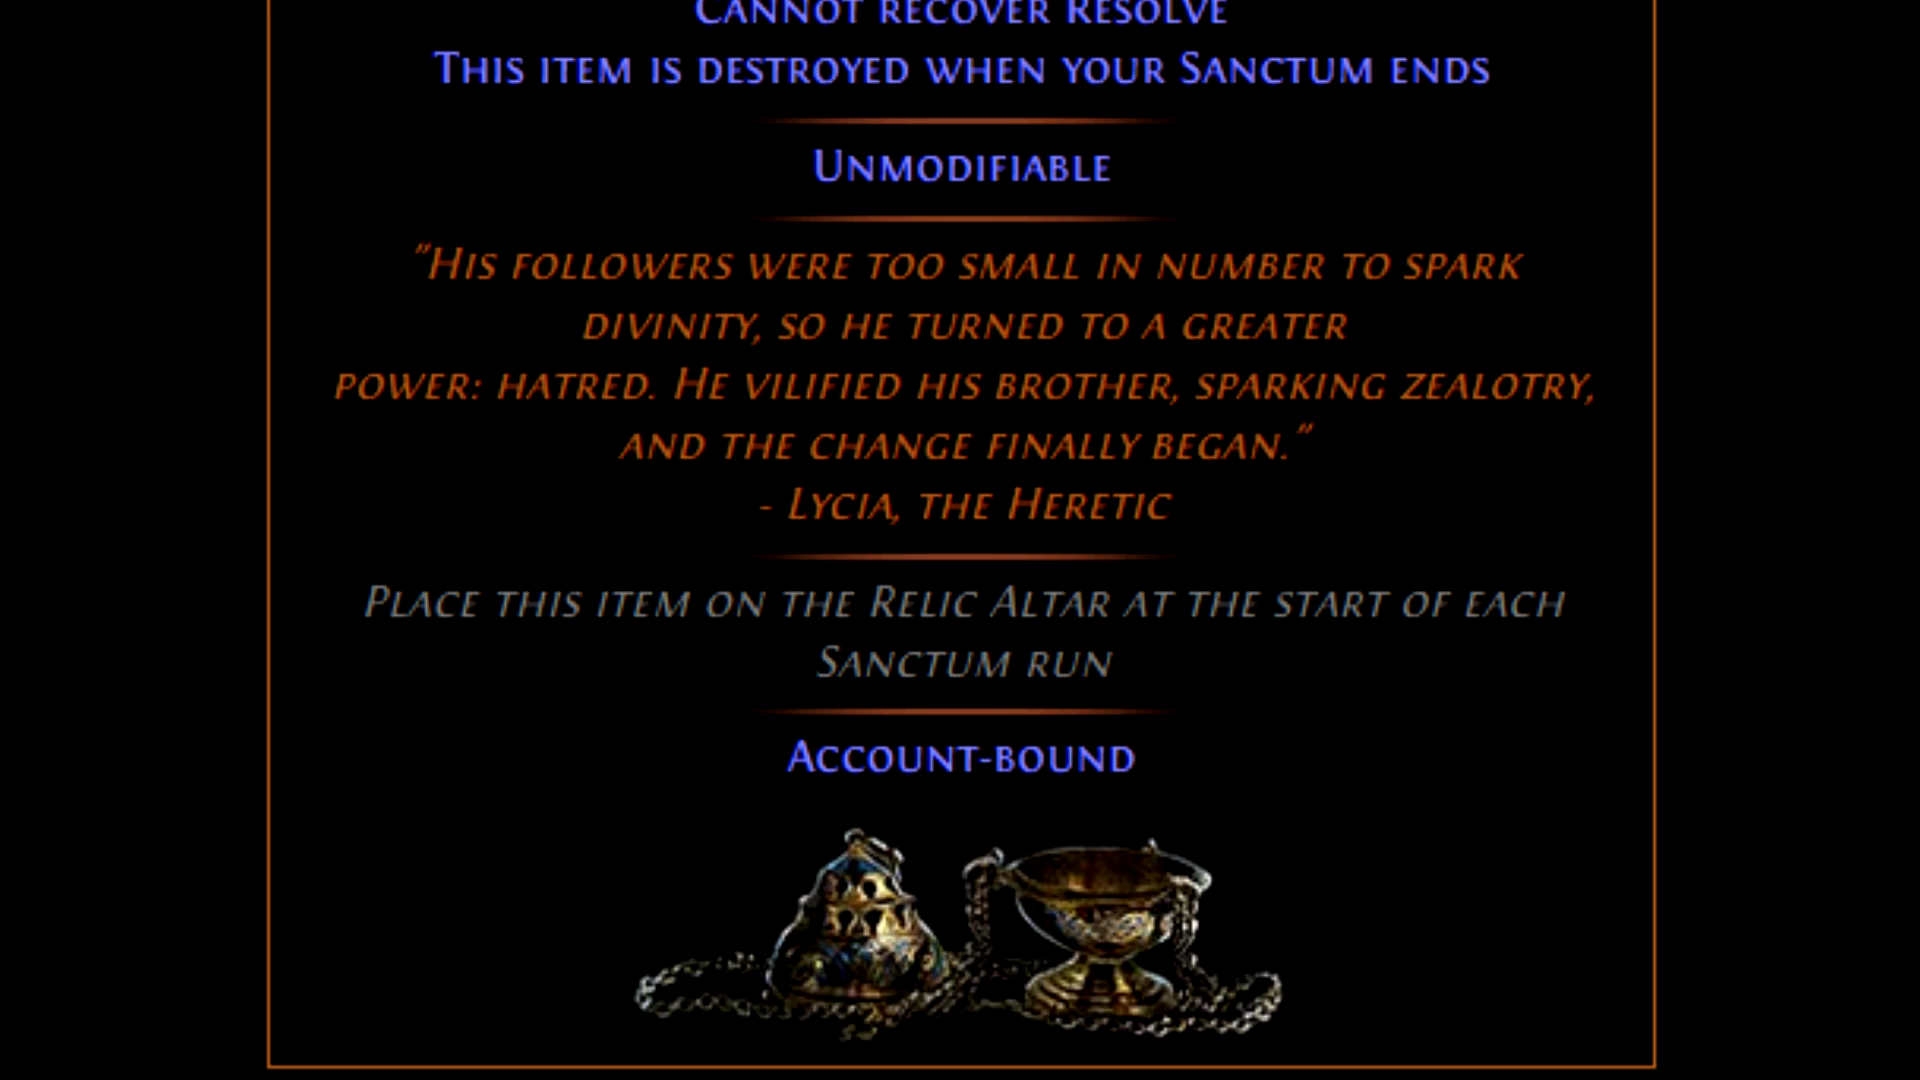 Cannot recover Resolve
This item is destroyed when your Sanctum ends
Unmodifiable
"His followers were too small in number to spark
divinity, so he turned to a greater
power: hatred. He vilified his brother, sparking zealotry,
and the change finally began."
- Lycia, the Heretic
Place this item on the Relic Altar at the start of each
Sanctum run
Account-bound